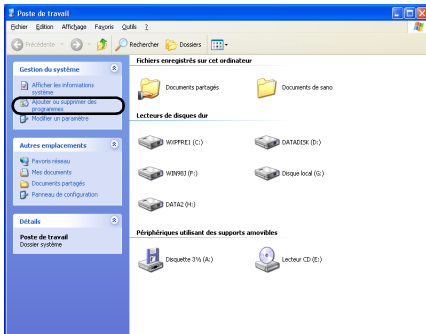 Poste de travail
Fichier Edition Affichage Favoris Outils ?
Précédente Rechercher Dossiers
Gestion du système
Afficher les informations
système
Ajouter ou supprimer des
programmes
Modifier un paramètre
Autres emplacements
Favoris réseau
Mes documents
Documents partagés
Panneau de configuration
Détails
Poste de travail
Dossier système
Fichiers enregistrés sur cet ordinateur
Documents partagés
Documents de sano
Lecteurs de disques dur
WXPFRE1 (C:)
DATADISK (D:)
WIN98J (F:)
Disque local (G:)
DATA2 (H:)
Périphériques utilisant des supports amovibles
Disquette 3½ (A:)
Lecteur CD (E:)